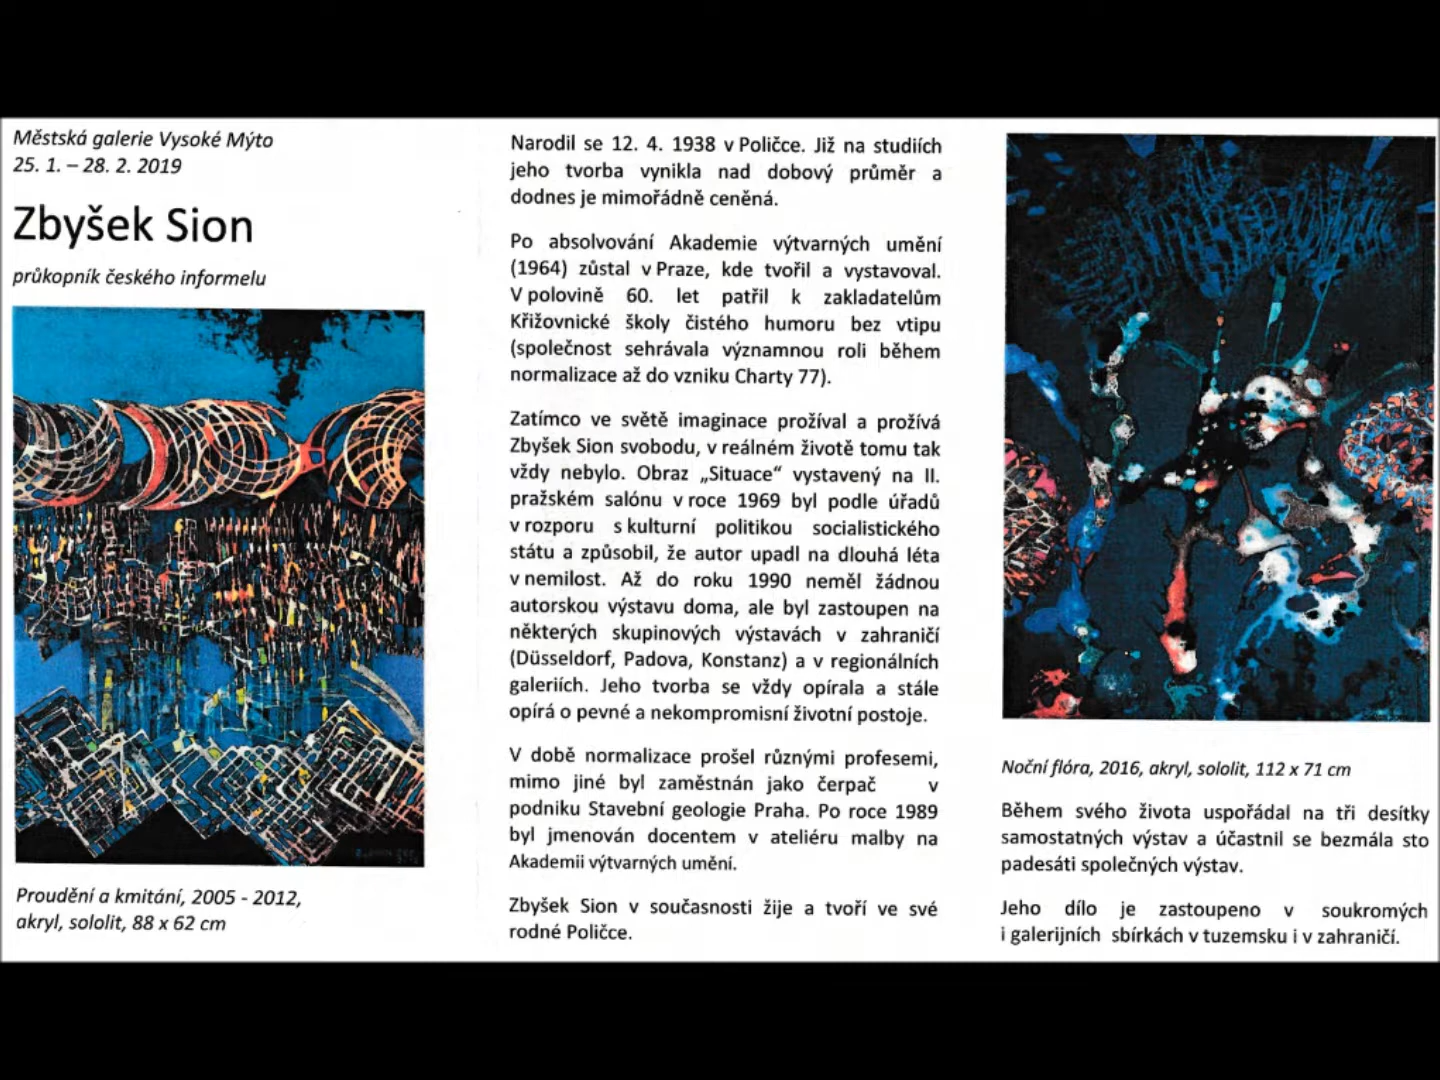 Městská galerie Vysoké Mýto
25. 1. – 28. 2. 2019
Zbyšek Sion
průkopník českého informelu
Proudění a kmitání, 2005 - 2012,
akryl, sololit, 88 x 62 cm
Narodil se 12. 4. 1938 v Poličce. Již na studiích
jeho tvorba vynikla nad dobový průměr a
dodnes je mimořádně ceněná.
Po absolvování Akademie výtvarných umění
(1964) zůstal v Praze, kde tvořil a vystavoval.
V polovině 60. let patřil k zakladatelům
Křižovnické školy čistého humoru bez vtipu
(společnost sehrávala významnou roli během
normalizace až do vzniku Charty 77).
Zatímco ve světě imaginace prožíval a prožívá
Zbyšek Sion svobodu, v reálném životě tomu tak
vždy nebylo. Obraz „Situace“ vystavený na II.
pražském salónu v roce 1969 byl podle úřadů
v rozporu s kulturní politikou socialistického
státu a způsobil, že autor upadl na dlouhá léta
v nemilost. Až do roku 1990 neměl žádnou
autorskou výstavu doma, ale byl zastoupen na
některých skupinových výstavách v zahraničí
(Düsseldorf, Padova, Konstanz) a v regionálních
galeriích. Jeho tvorba se vždy opírala a stále
opírá o pevné a nekompromisní životní postoje.
V době normalizace prošel různými profesemi,
mimo jiné byl zaměstnán jako čerpač v
podniku Stavební geologie Praha. Po roce 1989
byl jmenován docentem v ateliéru malby na
Akademii výtvarných umění.
Zbyšek Sion v současnosti žije a tvoří ve své
rodné Poličce.
Noční flóra, 2016, akryl, sololit, 112 x 71 cm
Během svého života uspořádal na tři desítky
samostatných výstav a účastnil se bezmála sto
padesáti společných výstav.
Jeho dílo je zastoupeno v soukromých
i galerijních sbírkách v tuzemsku i v zahraničí.